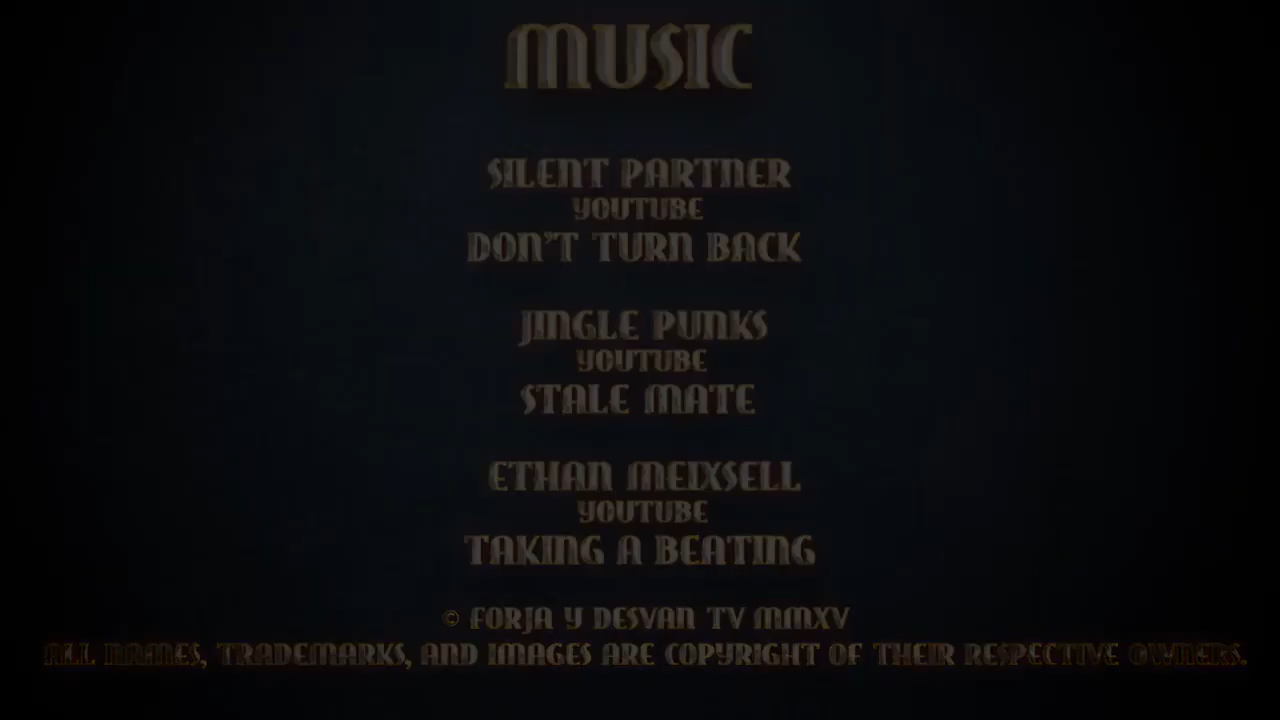 MUSIC
SILENT PARTNER
YOUTUBE
DON'T TURN BACK
JINGLE PUNKS
YOUTUBE
STALE MATE
ETHAN MEIXSELL
YOUTUBE
TAKING A BEATING
© FORJA Y DESVAN TV MMXV
ALL NAMES, TRADEMARKS, AND IMAGES ARE COPYRIGHT OF THEIR RESPECTIVE OWNERS.